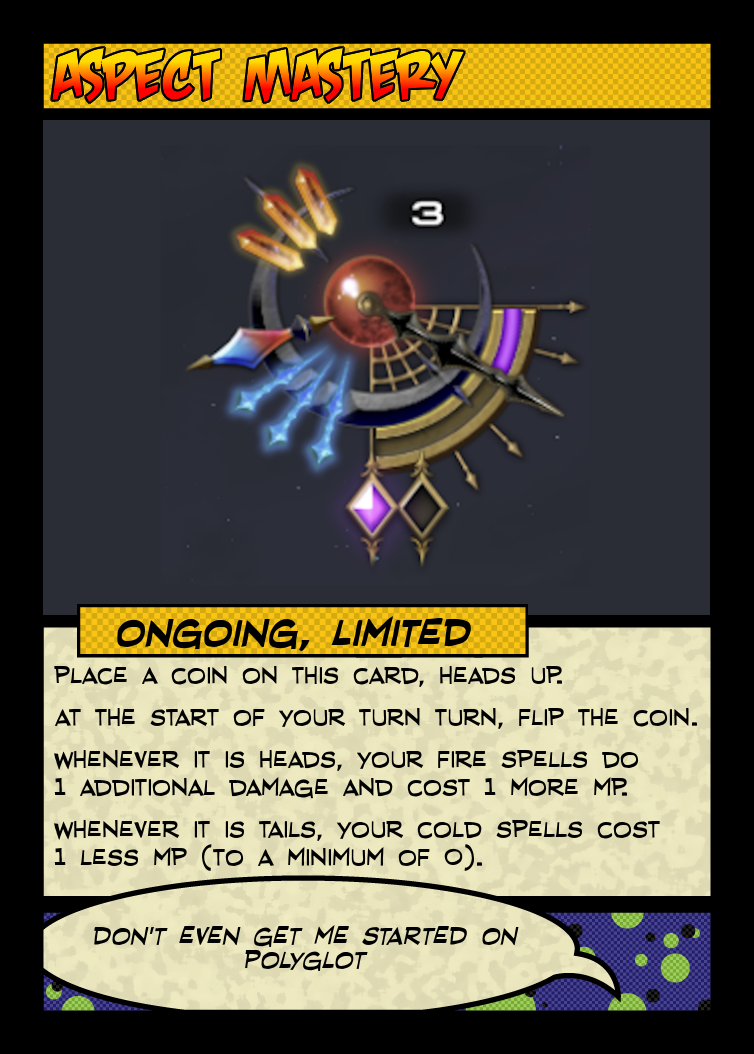 ASPECT MASTERY
3
ONGOING, LIMITED
PLACE A COIN ON THIS CARD, HEADS UP.
AT THE START OF YOUR TURN TURN, FLIP THE COIN.
WHENEVER IT IS HEADS, YOUR FIRE SPELLS DO
1 ADDITIONAL DAMAGE AND COST 1 MORE MP.
WHENEVER IT IS TAILS, YOUR COLD SPELLS COST
1 LESS MP (TO A MINIMUM OF 0).
DON'T EVEN GET ME STARTED ON
POLYGLOT